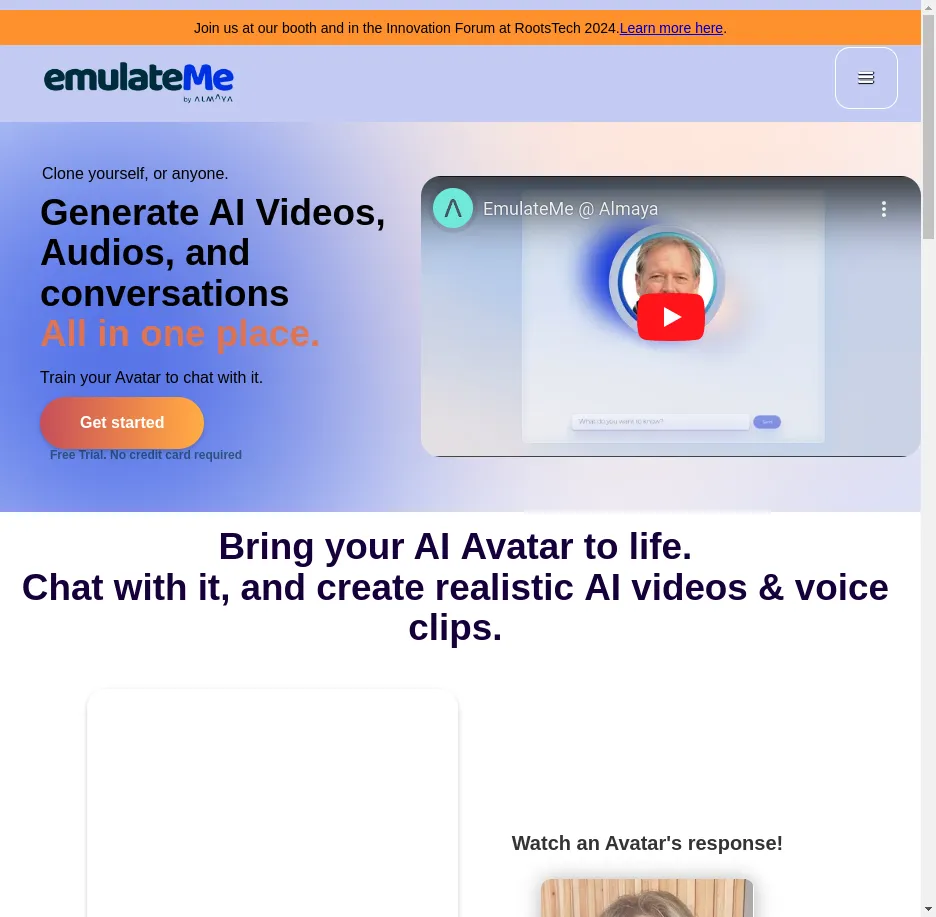 Join us at our booth and in the Innovation Forum at RootsTech 2024.Learn more here.
emulateMe
by ALMAYA
Clone yourself, or anyone.
Generate AI Videos,
Audios, and
conversations
All in one place.
Train your Avatar to chat with it.
Get started
Free Trial. No credit card required
EmulateMe @ Almaya
What do you want to know?
Bring your AI Avatar to life.
Chat with it, and create realistic AI videos & voice
clips.
Watch an Avatar's response!